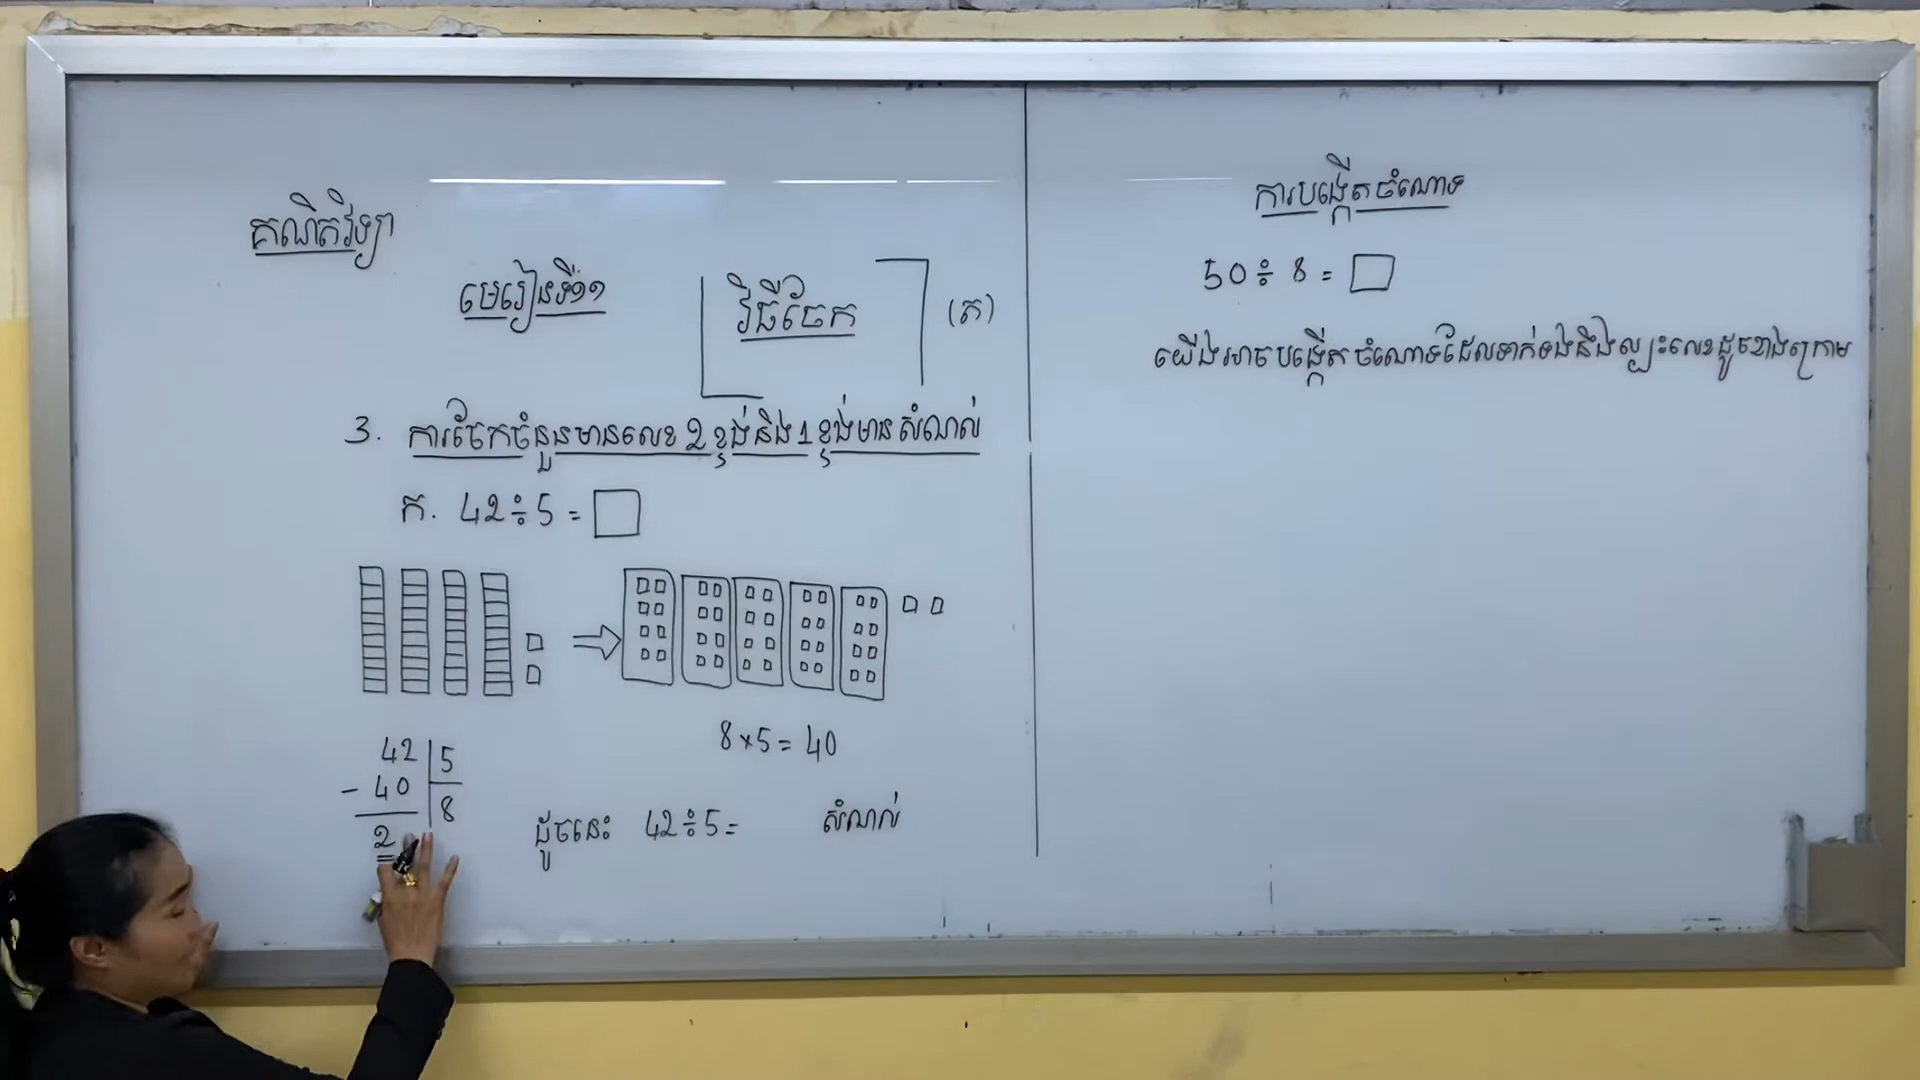 គណិតវិទ្យា
មេរៀនទី១១
វិធីចែក (ត)
3. ការចែកចំនួនមានលេខ 2 ខ្ទង់និង 1 ខ្ទង់មានសំណល់
ក. 42÷5 = □
8×5 = 40
42 | 5
- 40 | 8
2
ដូចនេះ 42÷5 = សំណល់
ការបង្កើតចំណោទ
50÷ 8 = □
យើងអាចបង្កើតចំណោទដែលទាក់ទងនឹងល្បះលេខដូចខាងក្រោម